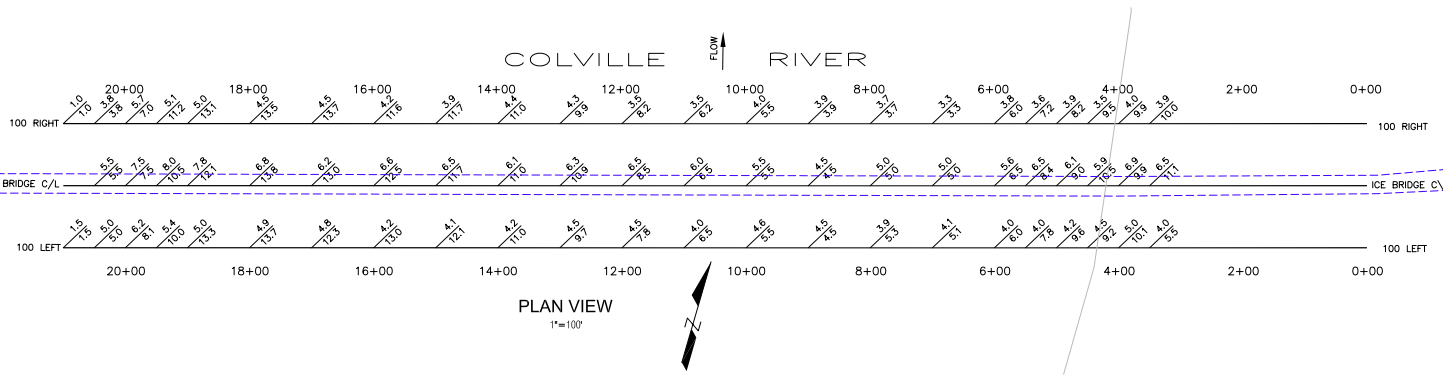 COLVILLE RIVER
FLOW
20+00 18+00 16+00 14+00 12+00 10+00 8+00 6+00 4+00 2+00 0+00
1.0 3.8 5.7 5.1 5.0 4.5 4.5 4.2 3.9 4.4 4.3 3.5 3.5 4.0 3.9 3.7 3.3 3.8 3.6 3.9 3.5 4.0 3.9
1.0 3.8 7.0 11.2 13.1 13.5 13.7 11.6 11.7 11.0 9.9 8.2 6.2 5.5 3.9 3.7 3.3 6.0 7.2 8.2 9.5 9.9 10.0
100 RIGHT 100 RIGHT
5.5 7.5 8.0 7.8 6.8 6.2 6.6 6.5 6.1 6.3 6.5 6.0 5.5 4.5 5.0 5.0 5.6 6.5 6.1 5.9 6.9 6.5
5.5 7.5 10.5 12.1 13.8 13.0 12.5 11.7 11.0 10.9 8.5 6.5 5.5 4.5 5.0 5.0 6.5 8.4 9.0 10.5 9.9 11.1
BRIDGE C/L ICE BRIDGE C\
1.5 5.0 6.2 5.4 5.0 4.9 4.8 4.2 4.1 4.2 4.5 4.5 4.0 4.6 4.5 3.9 4.1 4.0 4.0 4.2 4.5 5.0 4.0
1.5 5.0 8.1 10.0 13.3 13.7 12.3 13.0 12.1 11.0 9.7 7.8 6.5 5.5 4.5 5.3 5.1 6.0 7.8 9.6 9.2 10.1 5.5
100 LEFT 100 LEFT
20+00 18+00 16+00 14+00 12+00 10+00 8+00 6+00 4+00 2+00 0+00
PLAN VIEW
1"=100'
N